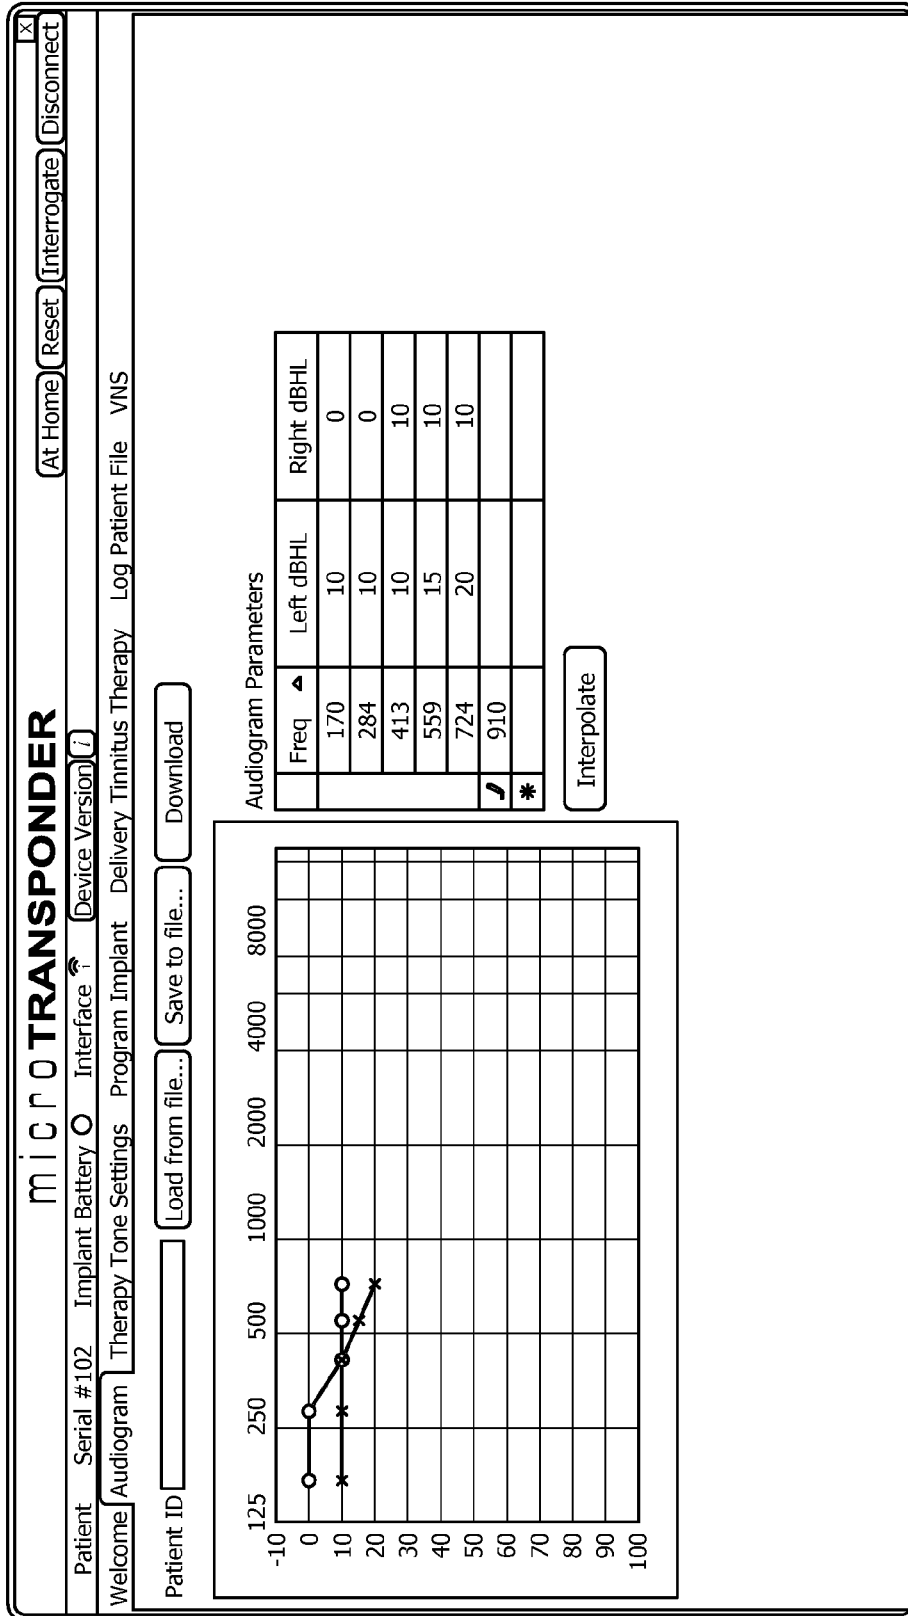 X
microTRANSPONDER
At Home Reset Interrogate Disconnect
Patient Serial #102 Implant Battery Interface Device Version i
Welcome Audiogram Therapy Tone Settings Program Implant Delivery Tinnitus Therapy Log Patient File VNS
Patient ID Load from file... Save to file... Download
125 250 500 1000 2000 4000 8000
-10
0
10
20
30
40
50
60
70
80
90
100
Audiogram Parameters
Freq Left dBHL Right dBHL
170 10 0
284 10 0
413 10 10
559 15 10
724 20 10
910
*
Interpolate